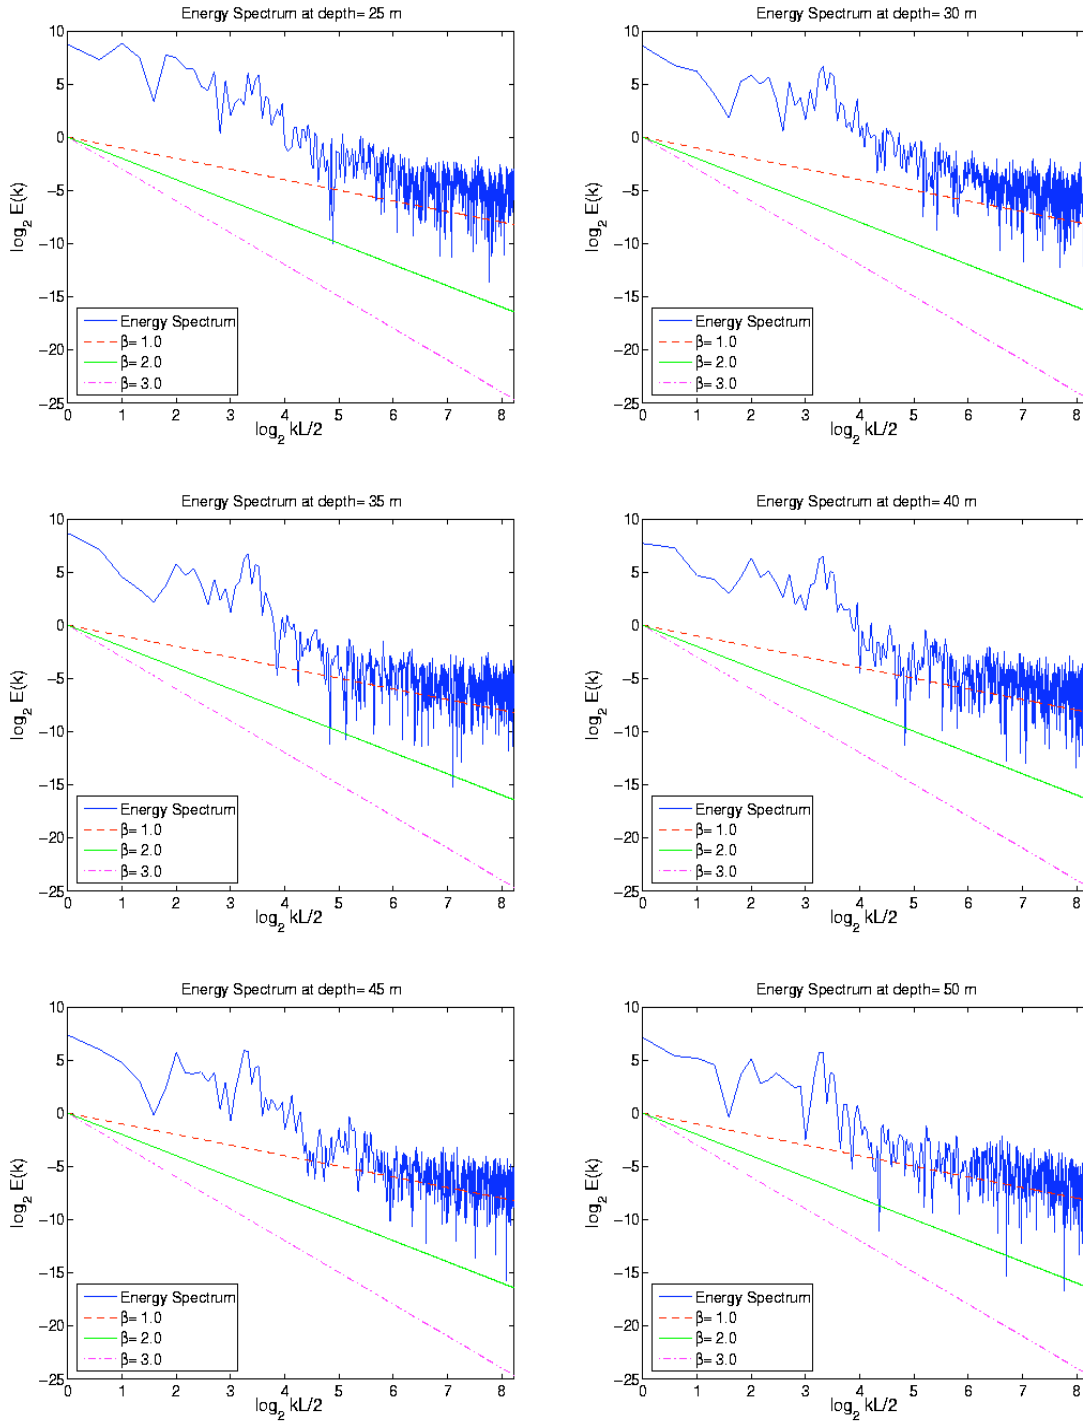 Energy Spectrum at depth= 25 m
10
5
0
−5
−10
−15
−20
−25
log2 E(k)
Energy Spectrum
β= 1.0
β= 2.0
β= 3.0
0 1 2 3 4 5 6 7 8
log2 kL/2
Energy Spectrum at depth= 30 m
10
5
0
−5
−10
−15
−20
−25
log2 E(k)
Energy Spectrum
β= 1.0
β= 2.0
β= 3.0
0 1 2 3 4 5 6 7 8
log2 kL/2
Energy Spectrum at depth= 35 m
10
5
0
−5
−10
−15
−20
−25
log2 E(k)
Energy Spectrum
β= 1.0
β= 2.0
β= 3.0
0 1 2 3 4 5 6 7 8
log2 kL/2
Energy Spectrum at depth= 40 m
10
5
0
−5
−10
−15
−20
−25
log2 E(k)
Energy Spectrum
β= 1.0
β= 2.0
β= 3.0
0 1 2 3 4 5 6 7 8
log2 kL/2
Energy Spectrum at depth= 45 m
10
5
0
−5
−10
−15
−20
−25
log2 E(k)
Energy Spectrum
β= 1.0
β= 2.0
β= 3.0
0 1 2 3 4 5 6 7 8
log2 kL/2
Energy Spectrum at depth= 50 m
10
5
0
−5
−10
−15
−20
−25
log2 E(k)
Energy Spectrum
β= 1.0
β= 2.0
β= 3.0
0 1 2 3 4 5 6 7 8
log2 kL/2